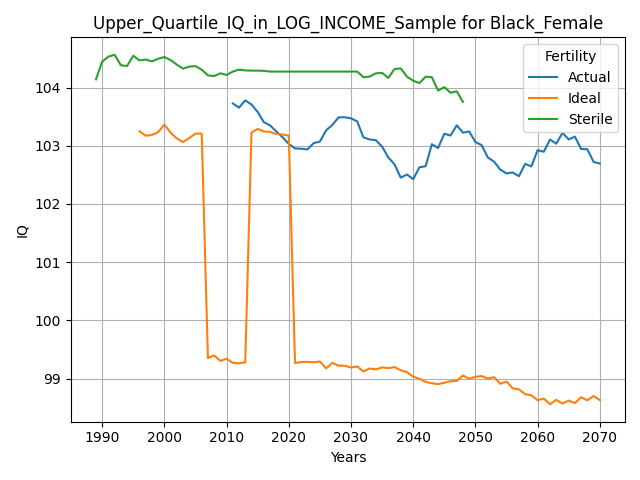 Upper_Quartile_IQ_in_LOG_INCOME_Sample for Black_Female
Fertility
Actual
Ideal
Sterile
104
103
102
101
100
99
IQ
1990 2000 2010 2020 2030 2040 2050 2060 2070
Years